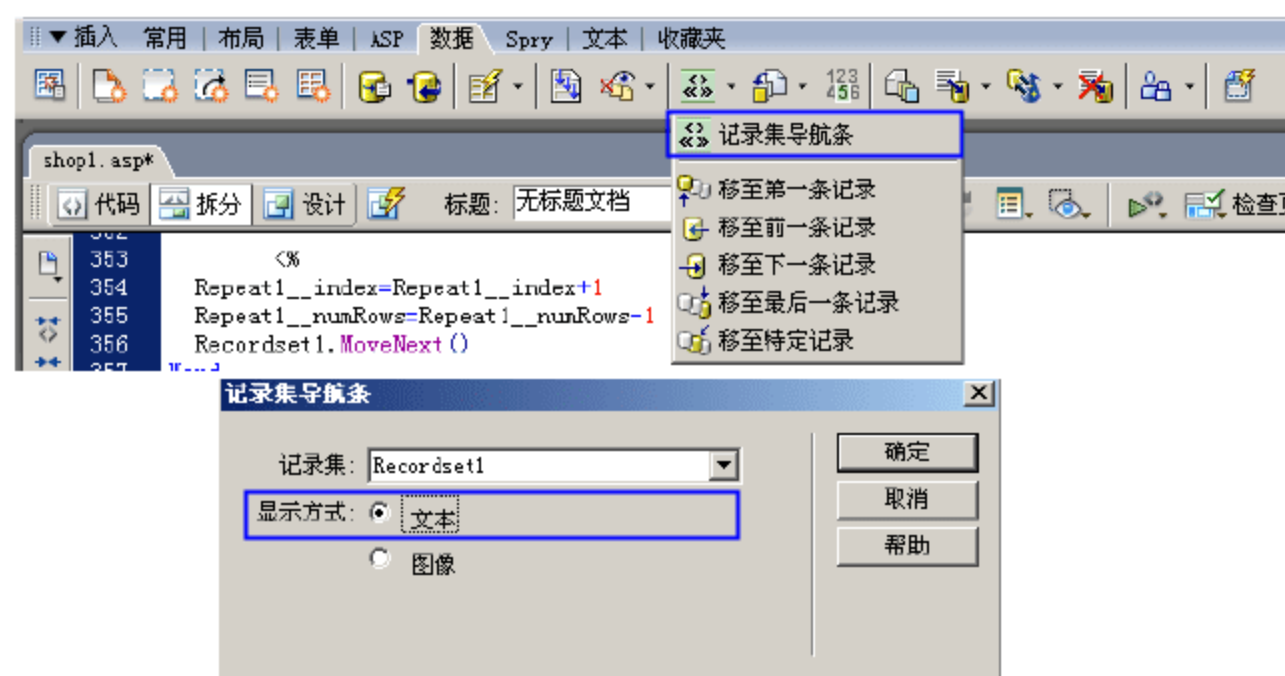 ▼插入 常用 | 布局 | 表单 | ASP 数据 Spry | 文本 | 收藏夹
记录集导航条
移至第一条记录
移至前一条记录
移至下一条记录
移至最后一条记录
移至特定记录
shop1.asp*
代码 拆分 设计 标题: 无标题文档 检查
353 <%
354 Repeat1__index=Repeat1__index+1
355 Repeat1__numRows=Repeat1__numRows-1
356 Recordset1.MoveNext()
记录集导航条
记录集: Recordset1
显示方式: 文本
图像
确定
取消
帮助